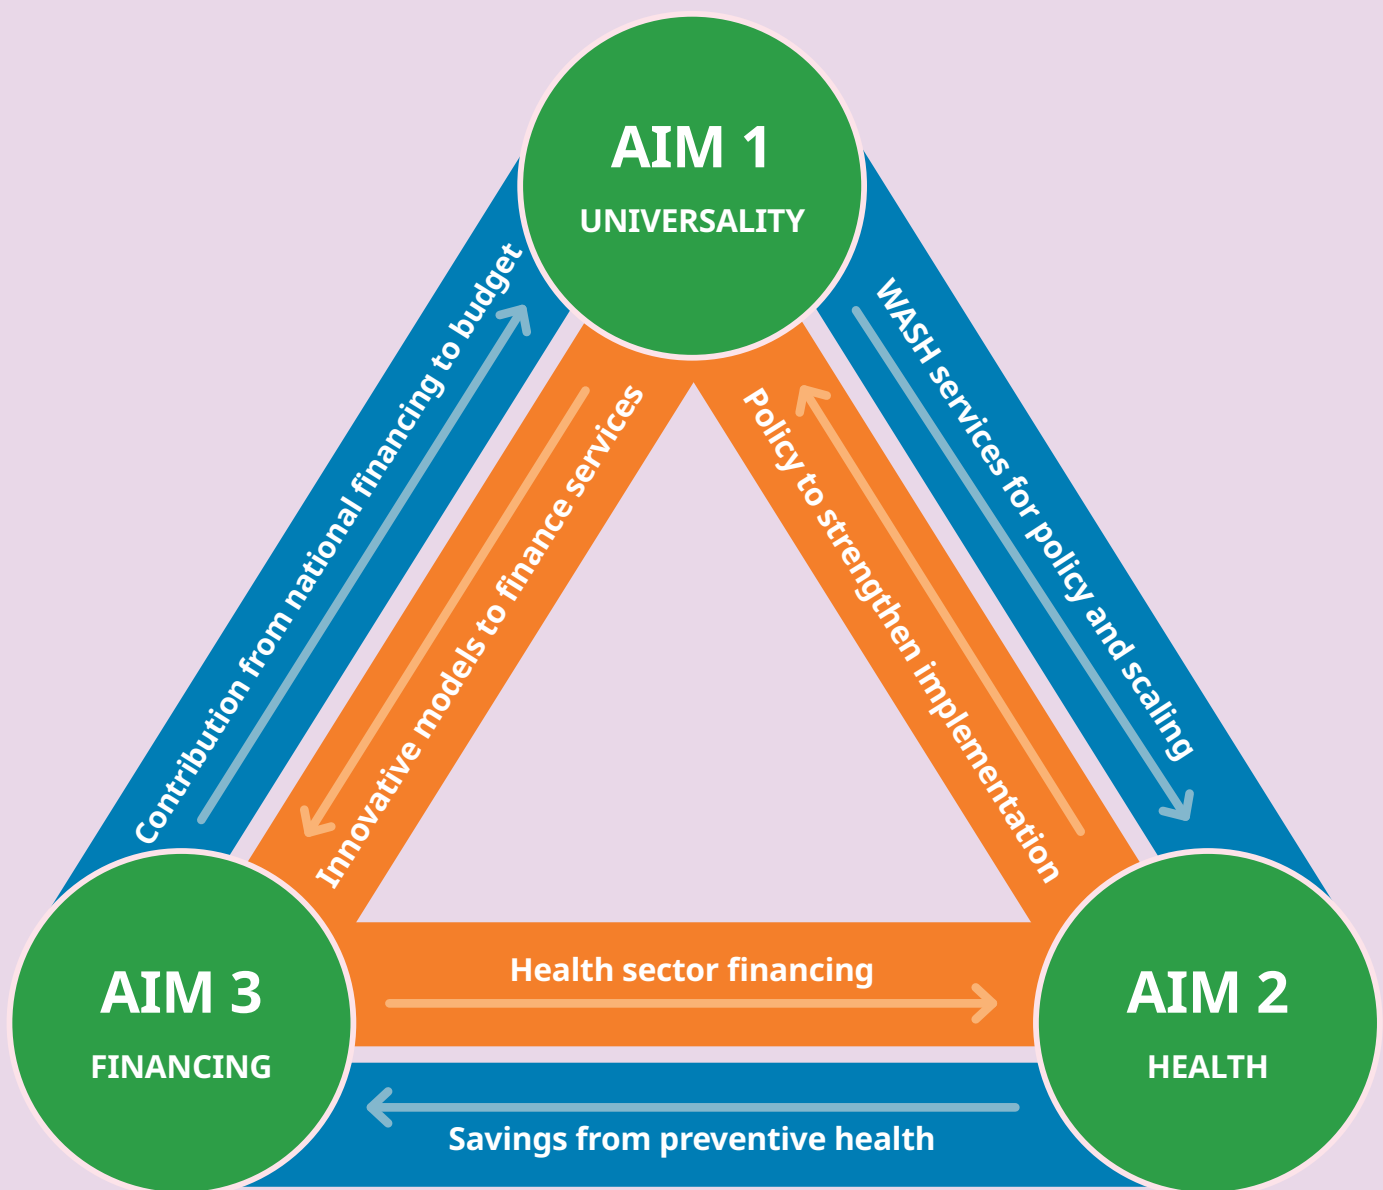 AIM 1
UNIVERSALITY
Contribution from national financing to budget
Innovative models to finance services
Policy to strengthen implementation
WASH services for policy and scaling
AIM 3
FINANCING
Health sector financing
Savings from preventive health
AIM 2
HEALTH